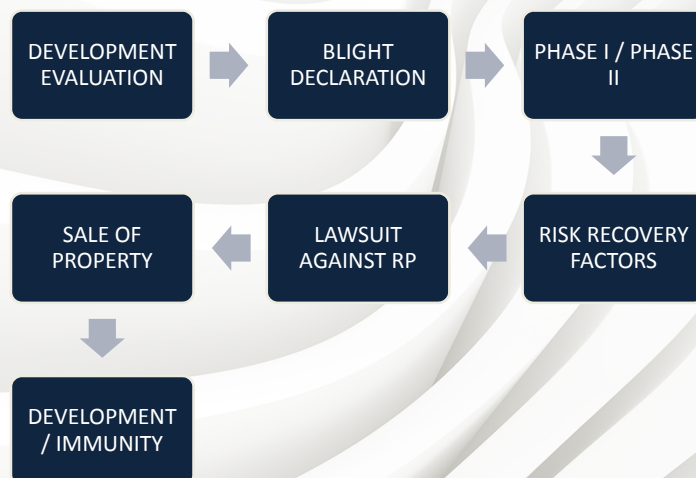 DEVELOPMENT
EVALUATION
BLIGHT
DECLARATION
PHASE I / PHASE
II
RISK RECOVERY
FACTORS
LAWSUIT
AGAINST RP
SALE OF
PROPERTY
DEVELOPMENT
/ IMMUNITY